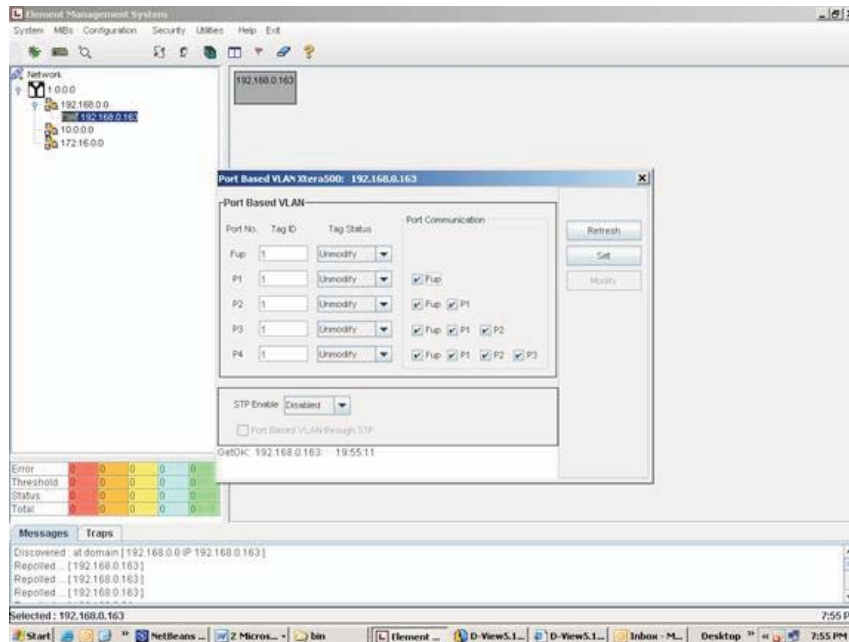 Element Management System
System MIBs Configuration Security Utilities Help Exit
Network
1.0.0.0
192.168.0.0
192.168.0.163
10.0.0.0
172.16.0.0
192.168.0.163
Port Based VLAN Xtera500: 192.168.0.163
Port Based VLAN
Port No. Tag ID Tag Status Port Communication
Fup 1 Unmodify
P1 1 Unmodify Fup
P2 1 Unmodify Fup P1
P3 1 Unmodify Fup P1 P2
P4 1 Unmodify Fup P1 P2 P3
Refresh
Set
Modify
STP Enable Disabled
Port Based VLAN through STP
GetOK: 192.168.0.163: 19:55:11
Error 0 0 0 0 0
Threshold 0 0 0 0 0
Status 0 0 0 0 0
Total 0 0 0 0 0
Messages Traps
Discovered : at domain [ 192.168.0.0 IP 192.168.0.163 ]
Repolled ... [ 192.168.0.163 ]
Repolled ... [ 192.168.0.163 ]
Repolled ... [ 192.168.0.163 ]
Selected : 192.168.0.163 7:55 P
Start NetBeans ... 2 Micros... bin Element ... D-View5.1... D-View5.1... Inbox - M... Desktop 7:55 PM